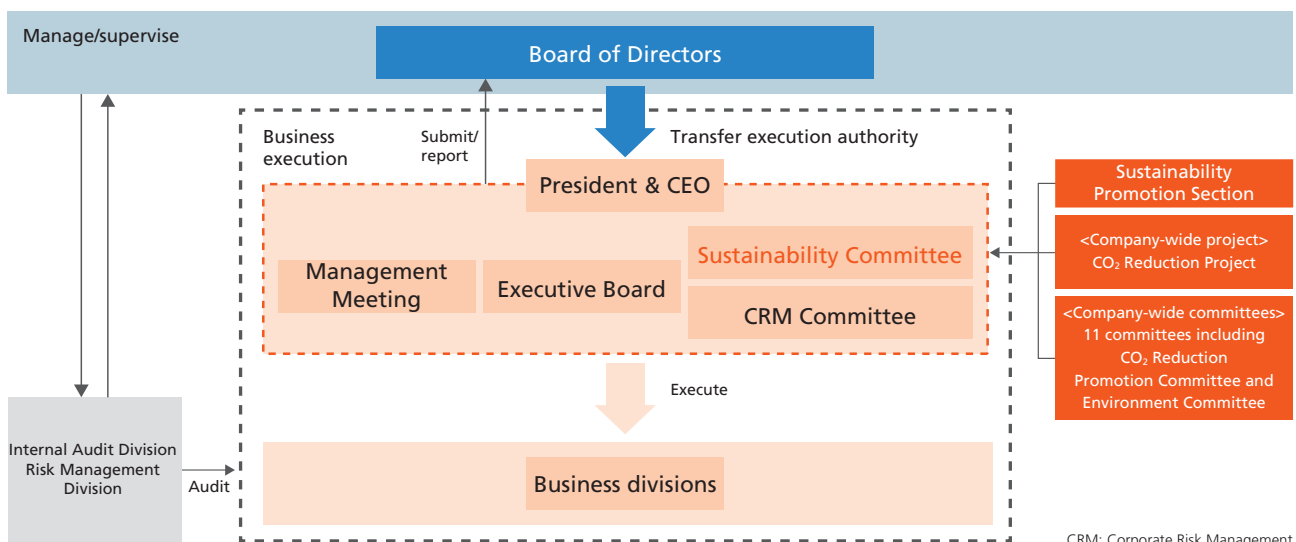 Manage/supervise
Board of Directors
Business
execution
Submit/
report
Transfer execution authority
President & CEO
Sustainability
Promotion Section
Sustainability Committee
<Company-wide project>
CO₂ Reduction Project
Management
Meeting
Executive Board
CRM Committee
<Company-wide committees>
11 committees including
CO₂ Reduction
Promotion Committee and
Environment Committee
Execute
Internal Audit Division
Risk Management
Division
Audit
Business divisions
CRM: Corporate Risk Management